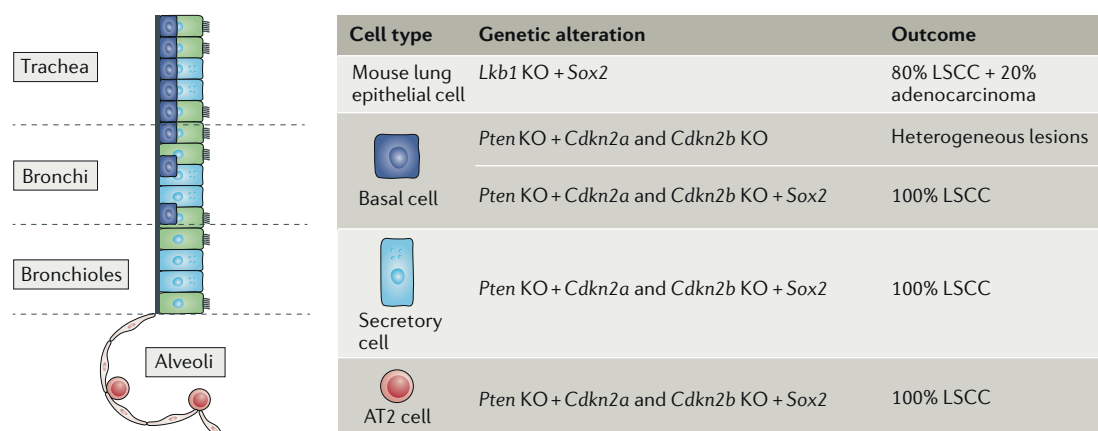 Trachea
Bronchi
Bronchioles
Alveoli
Cell type Genetic alteration Outcome
Mouse lung epithelial cell Lkb1 KO + Sox2 80% LSCC + 20% adenocarcinoma
Basal cell
Pten KO + Cdkn2a and Cdkn2b KO Heterogeneous lesions
Pten KO + Cdkn2a and Cdkn2b KO + Sox2 100% LSCC
Secretory cell
Pten KO + Cdkn2a and Cdkn2b KO + Sox2 100% LSCC
AT2 cell
Pten KO + Cdkn2a and Cdkn2b KO + Sox2 100% LSCC